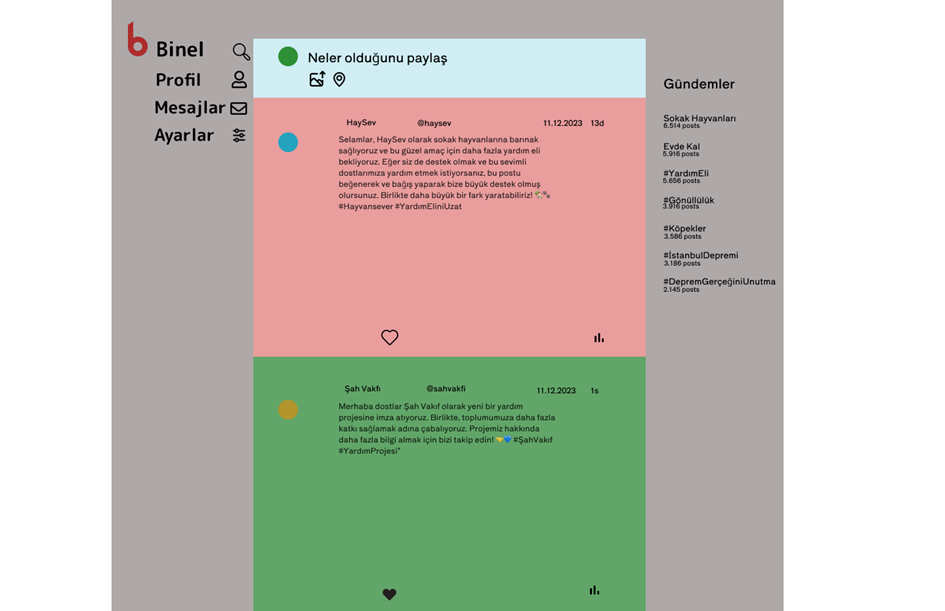 b Binel
Profil
Mesajlar
Ayarlar
Neler olduğunu paylaş
HaySev @haysev 11.12.2023 13d
Selamlar, HaySev olarak sokak hayvanlarına barınak
sağlıyoruz ve bu güzel amaç için daha fazla yardım eli
bekliyoruz. Eğer siz de destek olmak ve bu sevimli
dostlarımıza yardım etmek istiyorsanız, bu postu
beğenerek ve bağış yaparak bize büyük destek olmuş
olursunuz. Birlikte daha büyük bir fark yaratabiliriz! 🐕🐾
#Hayvansever #YardımEliniUzat
Şah Vakfı @sahvakfi 11.12.2023 1s
Merhaba dostlar Şah Vakıf olarak yeni bir yardım
projesine imza atıyoruz. Birlikte, toplumumuza daha fazla
katkı sağlamak adına çabalıyoruz. Projemiz hakkında
daha fazla bilgi almak için bizi takip edin! 🤝💙 #ŞahVakıf
#YardımProjesi"
Gündemler
Sokak Hayvanları
6.514 posts
Evde Kal
5.916 posts
#YardımEli
5.656 posts
#Gönüllülük
3.916 posts
#Köpekler
3.586 posts
#İstanbulDepremi
3.186 posts
#DepremGerçeğiniUnutma
2.145 posts